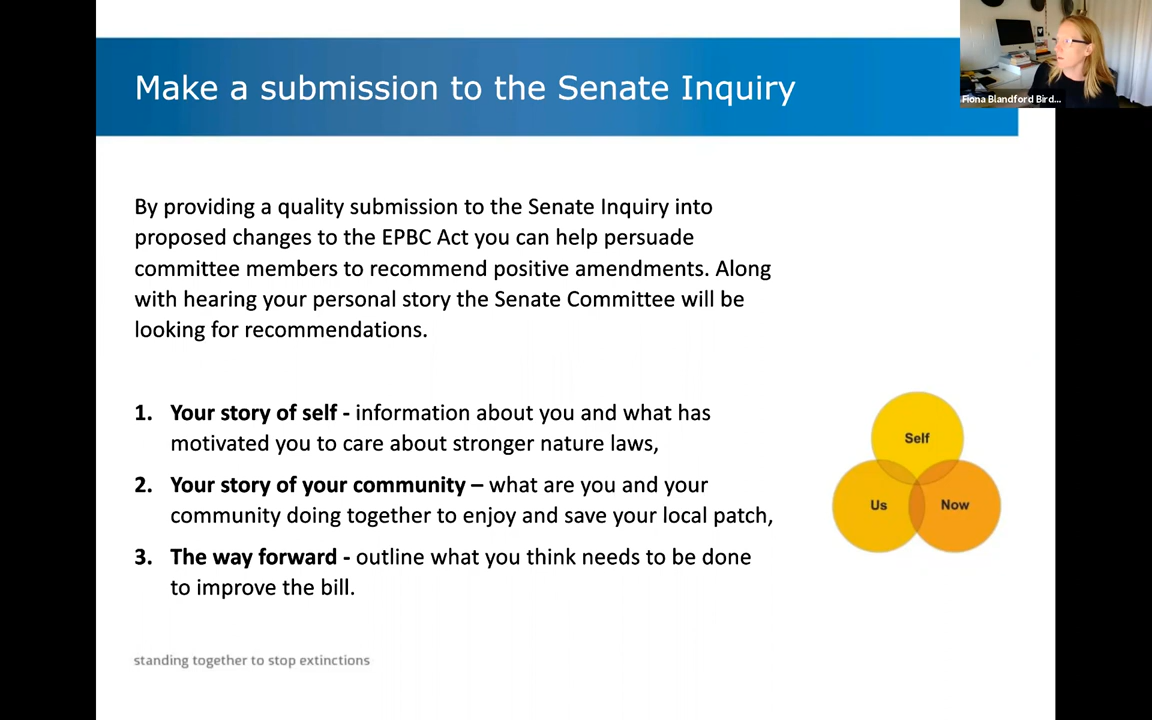 Make a submission to the Senate Inquiry
Fiona Blandford Bird...
By providing a quality submission to the Senate Inquiry into
proposed changes to the EPBC Act you can help persuade
committee members to recommend positive amendments. Along
with hearing your personal story the Senate Committee will be
looking for recommendations.
1. Your story of self - information about you and what has
motivated you to care about stronger nature laws,
2. Your story of your community – what are you and your
community doing together to enjoy and save your local patch,
3. The way forward - outline what you think needs to be done
to improve the bill.
Self
Us
Now
standing together to stop extinctions